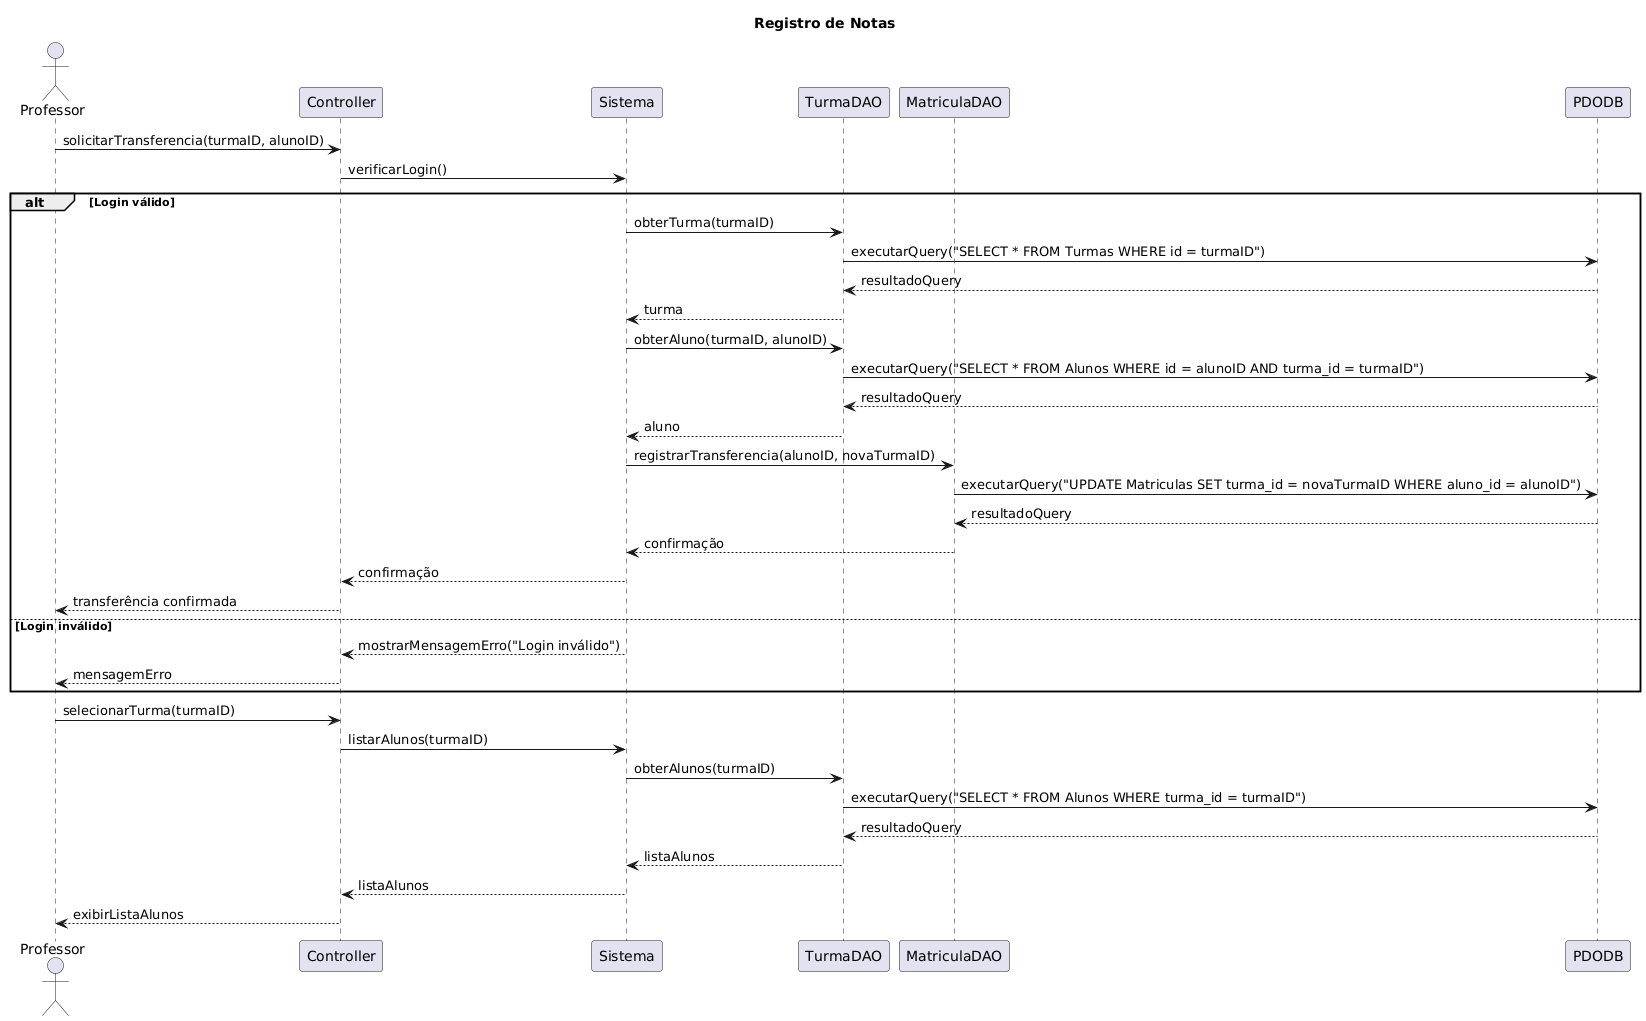 Registro de Notas
Professor
Controller
Sistema
TurmaDAO
MatriculaDAO
PDODB
solicitarTransferencia(turmaID, alunoID)
verificarLogin()
alt
[Login válido]
obterTurma(turmaID)
executarQuery("SELECT * FROM Turmas WHERE id = turmaID")
resultadoQuery
turma
obterAluno(turmaID, alunoID)
executarQuery("SELECT * FROM Alunos WHERE id = alunoID AND turma_id = turmaID")
resultadoQuery
aluno
registrarTransferencia(alunoID, novaTurmaID)
executarQuery("UPDATE Matriculas SET turma_id = novaTurmaID WHERE aluno_id = alunoID")
resultadoQuery
confirmação
confirmação
transferência confirmada
[Login inválido]
mostrarMensagemErro("Login inválido")
mensagemErro
selecionarTurma(turmaID)
listarAlunos(turmaID)
obterAlunos(turmaID)
executarQuery("SELECT * FROM Alunos WHERE turma_id = turmaID")
resultadoQuery
listaAlunos
listaAlunos
exibirListaAlunos
Professor
Controller
Sistema
TurmaDAO
MatriculaDAO
PDODB